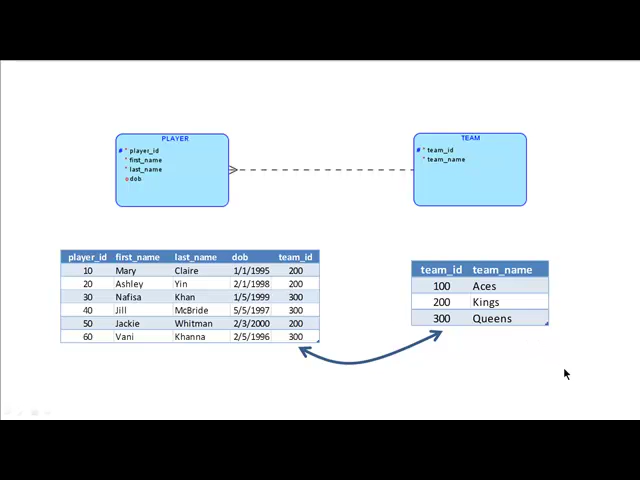 PLAYER
# * player_id
* first_name
* last_name
o dob
TEAM
# * team_id
* team_name
player_id first_name last_name dob team_id
10 Mary Claire 1/1/1995 200
20 Ashley Yin 2/1/1998 200
30 Nafisa Khan 1/5/1999 300
40 Jill McBride 5/5/1997 300
50 Jackie Whitman 2/3/2000 200
60 Vani Khanna 2/5/1996 300
team_id team_name
100 Aces
200 Kings
300 Queens